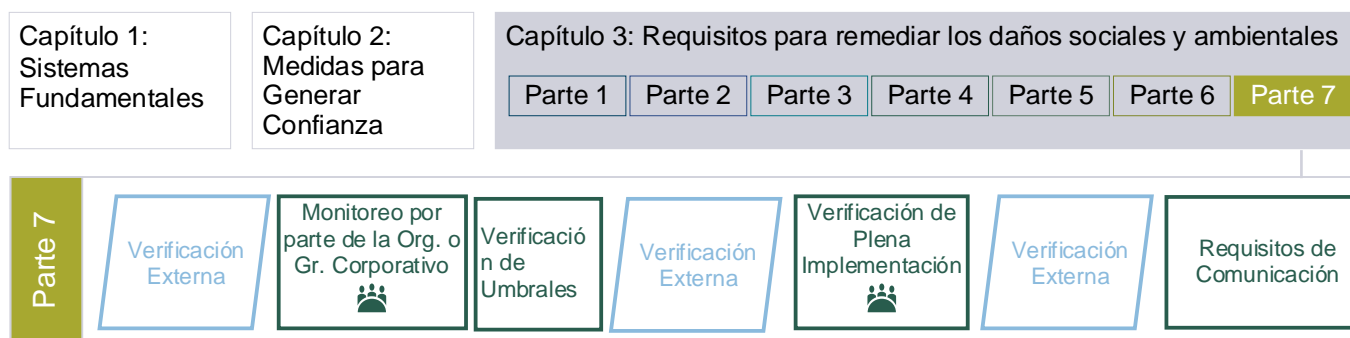 Capítulo 1:
Sistemas
Fundamentales
Capítulo 2:
Medidas para
Generar
Confianza
Capítulo 3: Requisitos para remediar los daños sociales y ambientales
Parte 1
Parte 2
Parte 3
Parte 4
Parte 5
Parte 6
Parte 7
Parte 7
Verificación
Externa
Monitoreo por
parte de la Org. o
Gr. Corporativo
Verificació
n de
Umbrales
Verificación
Externa
Verificación de
Plena
Implementación
Verificación
Externa
Requisitos de
Comunicación